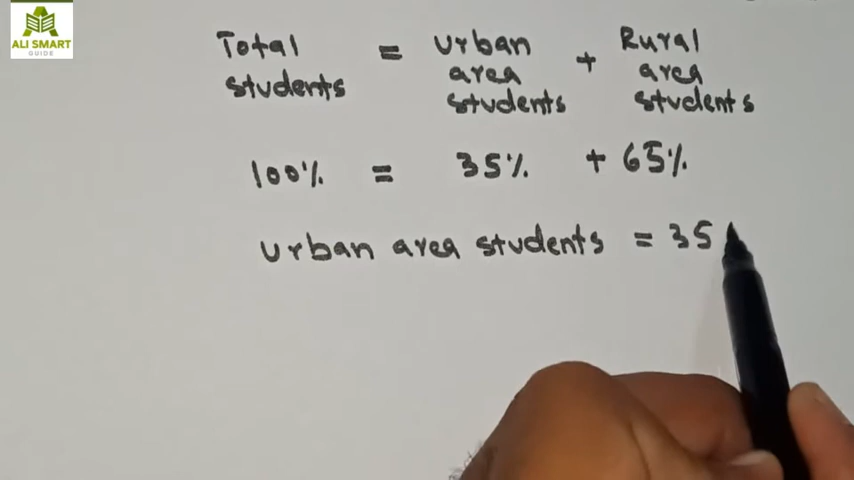 ALI SMART
GUIDE
Total students = urban area students + Rural area students
100% = 35% + 65%
urban area students = 35